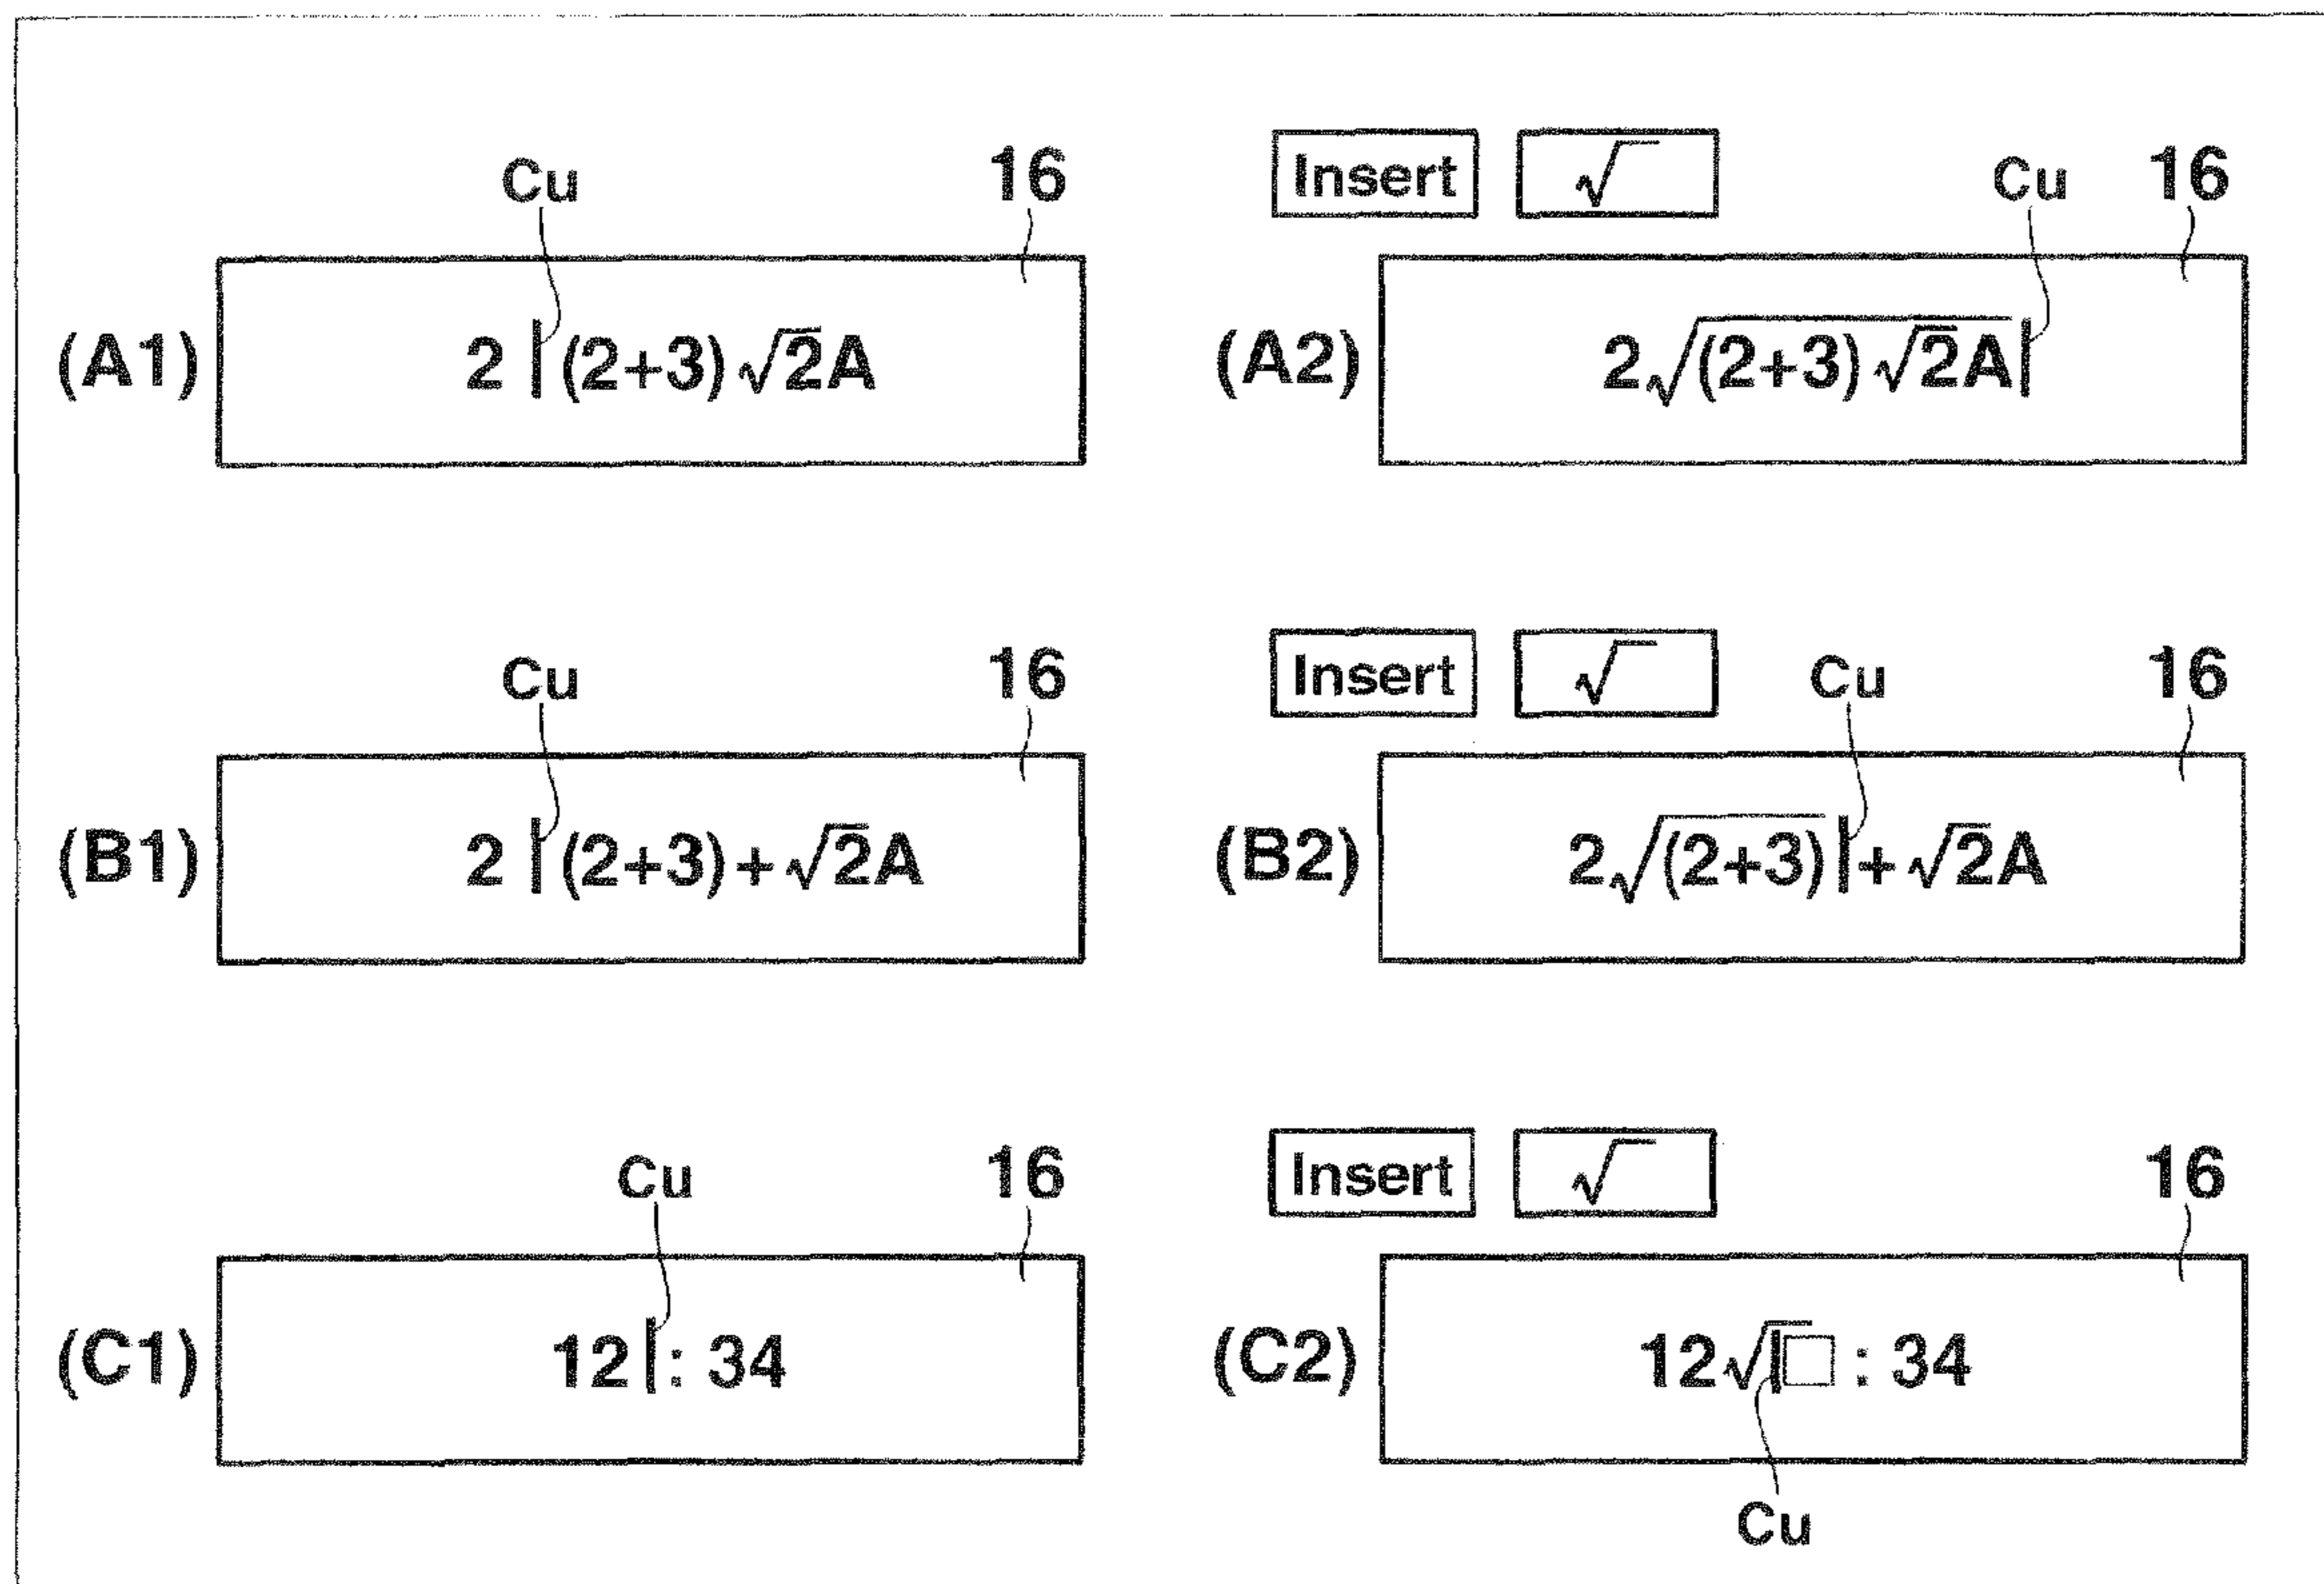 Cu 16 Insert √ Cu 16
(A1) 2 | (2+3) √2A (A2) 2√(2+3) √2A|
Cu 16 Insert √ Cu 16
(B1) 2 | (2+3) + √2A (B2) 2√(2+3) | + √2A
Cu 16 Insert √ 16
(C1) 12 | : 34 (C2) 12√|□ : 34
Cu